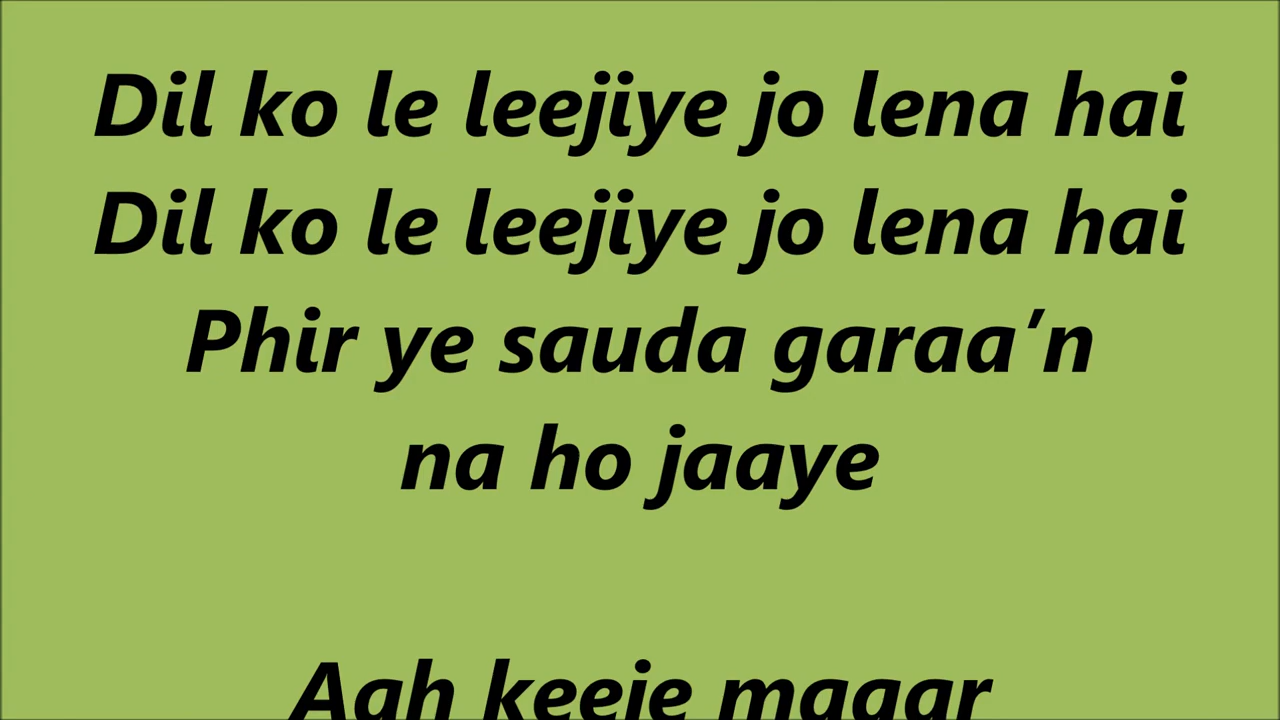 Dil ko le leejiye jo lena hai
Dil ko le leejiye jo lena hai
Phir ye sauda garaa’n
na ho jaaye
Aah keeje magar